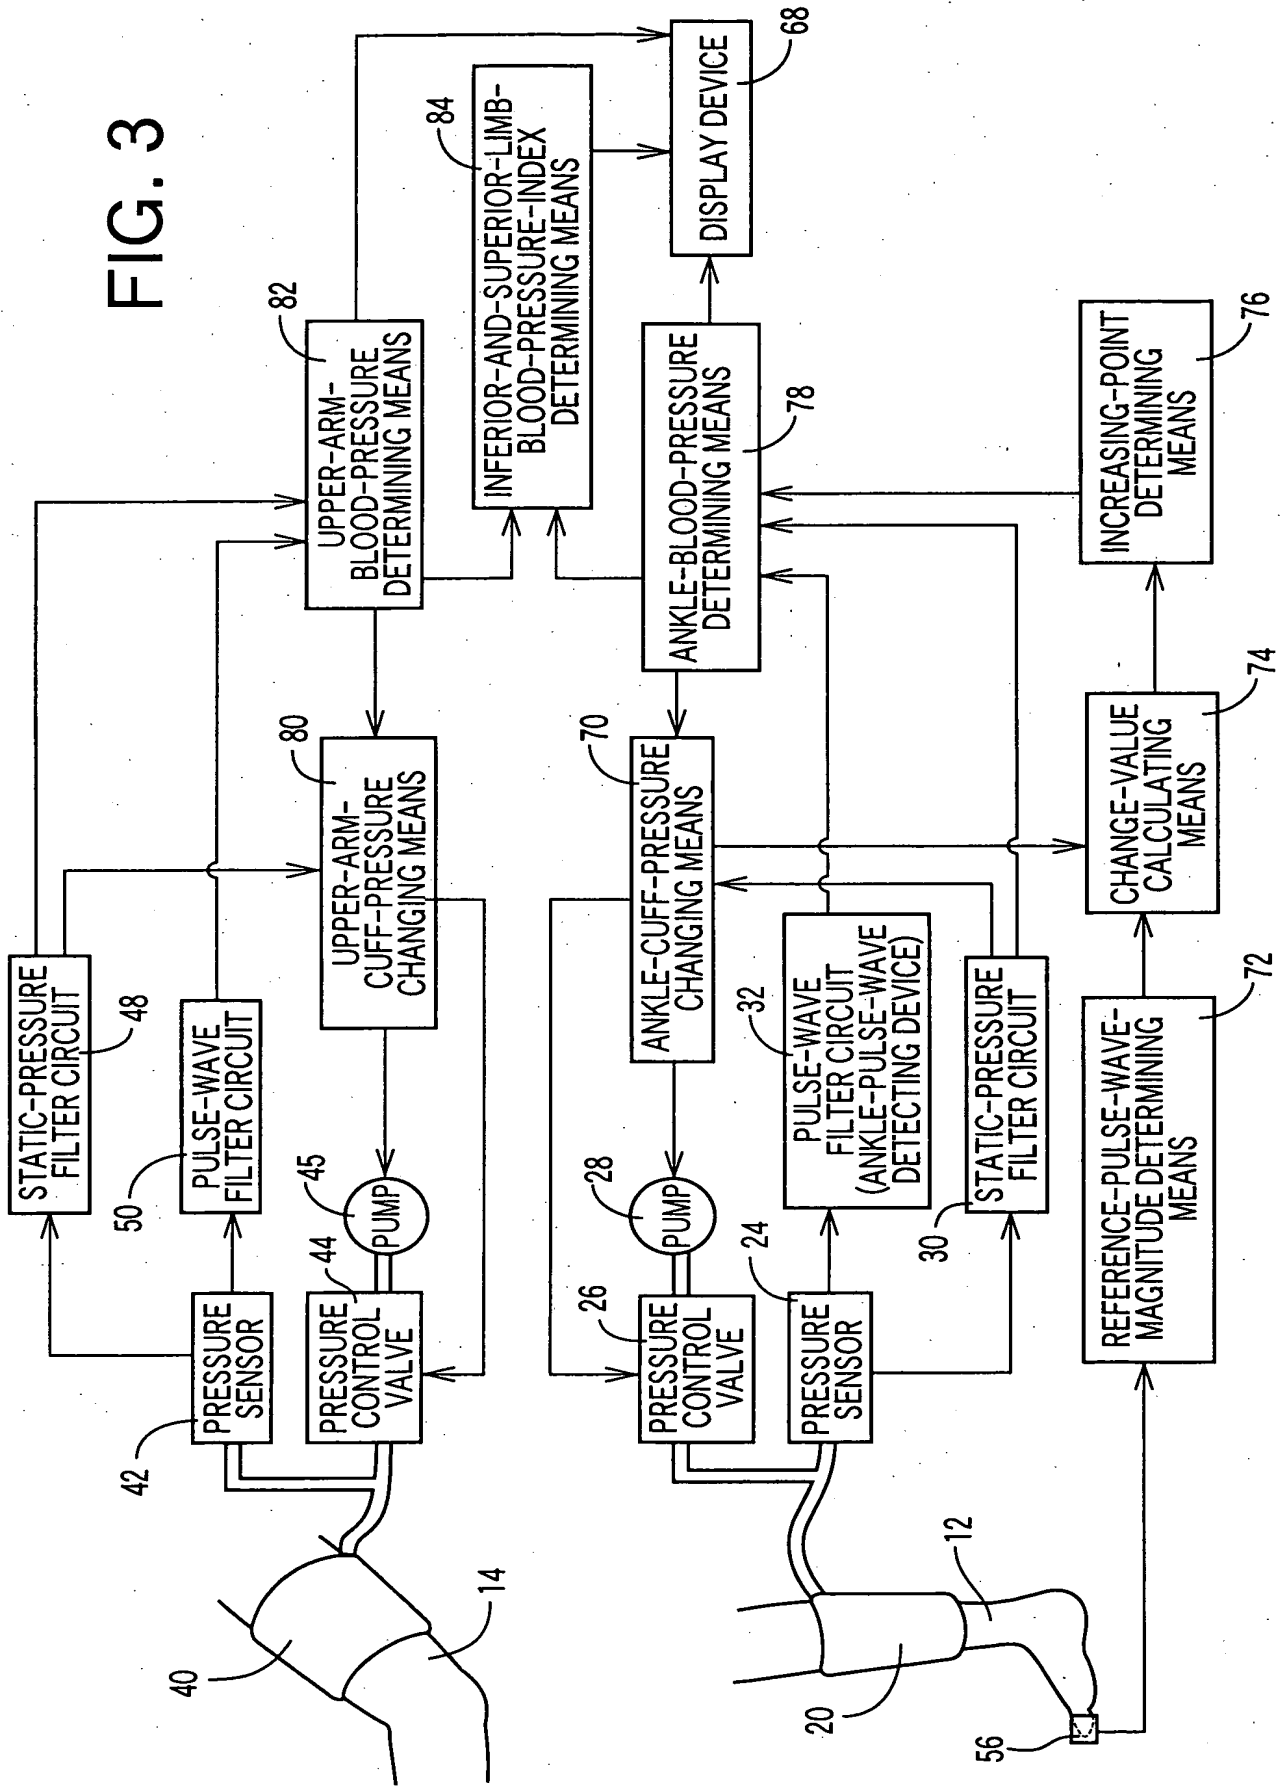 FIG. 3
STATIC-PRESSURE
FILTER CIRCUIT
48
PULSE-WAVE
FILTER CIRCUIT
50
PRESSURE
SENSOR
42
PRESSURE
CONTROL
VALVE
44
PUMP
45
UPPER-ARM-
CUFF-PRESSURE
CHANGING MEANS
80
UPPER-ARM-
BLOOD-PRESSURE
DETERMINING MEANS
82
INFERIOR-AND-SUPERIOR-LIMB-
BLOOD-PRESSURE-INDEX
DETERMINING MEANS
84
DISPLAY DEVICE
68
40
14
PRESSURE
CONTROL
VALVE
26
PUMP
28
ANKLE-CUFF-PRESSURE
CHANGING MEANS
70
ANKLE-BLOOD-PRESSURE
DETERMINING MEANS
78
PRESSURE
SENSOR
24
PULSE-WAVE
FILTER CIRCUIT
(ANKLE-PULSE-WAVE
DETECTING DEVICE)
32
STATIC-PRESSURE
FILTER CIRCUIT
30
REFERENCE-PULSE-WAVE-
MAGNITUDE DETERMINING
MEANS
72
CHANGE-VALUE
CALCULATING
MEANS
74
INCREASING-POINT
DETERMINING
MEANS
76
12
20
56